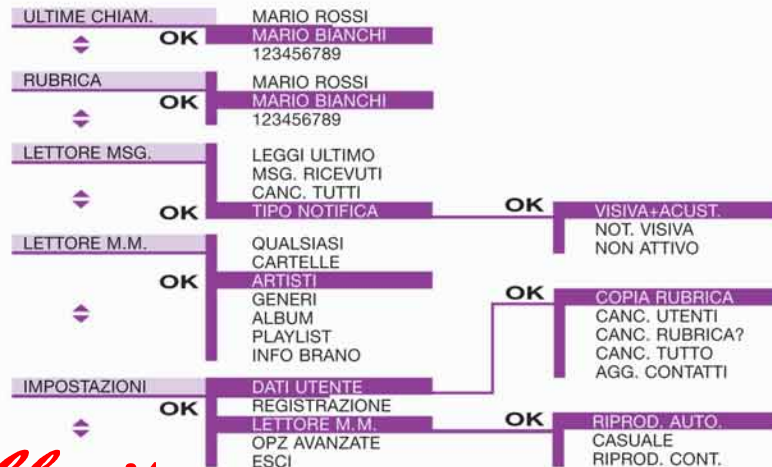 ULTIME CHIAM.
OK
MARIO ROSSI
MARIO BIANCHI
123456789
RUBRICA
OK
MARIO ROSSI
MARIO BIANCHI
123456789
LETTORE MSG.
OK
LEGGI ULTIMO
MSG. RICEVUTI
CANC. TUTTI
TIPO NOTIFICA
OK
VISIVA+ACUST.
NOT. VISIVA
NON ATTIVO
LETTORE M.M.
OK
QUALSIASI
CARTELLE
ARTISTI
GENERI
ALBUM
PLAYLIST
INFO BRANO
IMPOSTAZIONI
OK
DATI UTENTE
REGISTRAZIONE
LETTORE M.M.
OPZ AVANZATE
ESCI
OK
COPIA RUBRICA
CANC. UTENTI
CANC. RUBRICA?
CANC. TUTTO
AGG. CONTATTI
OK
RIPROD. AUTO.
CASUALE
RIPROD. CONT.